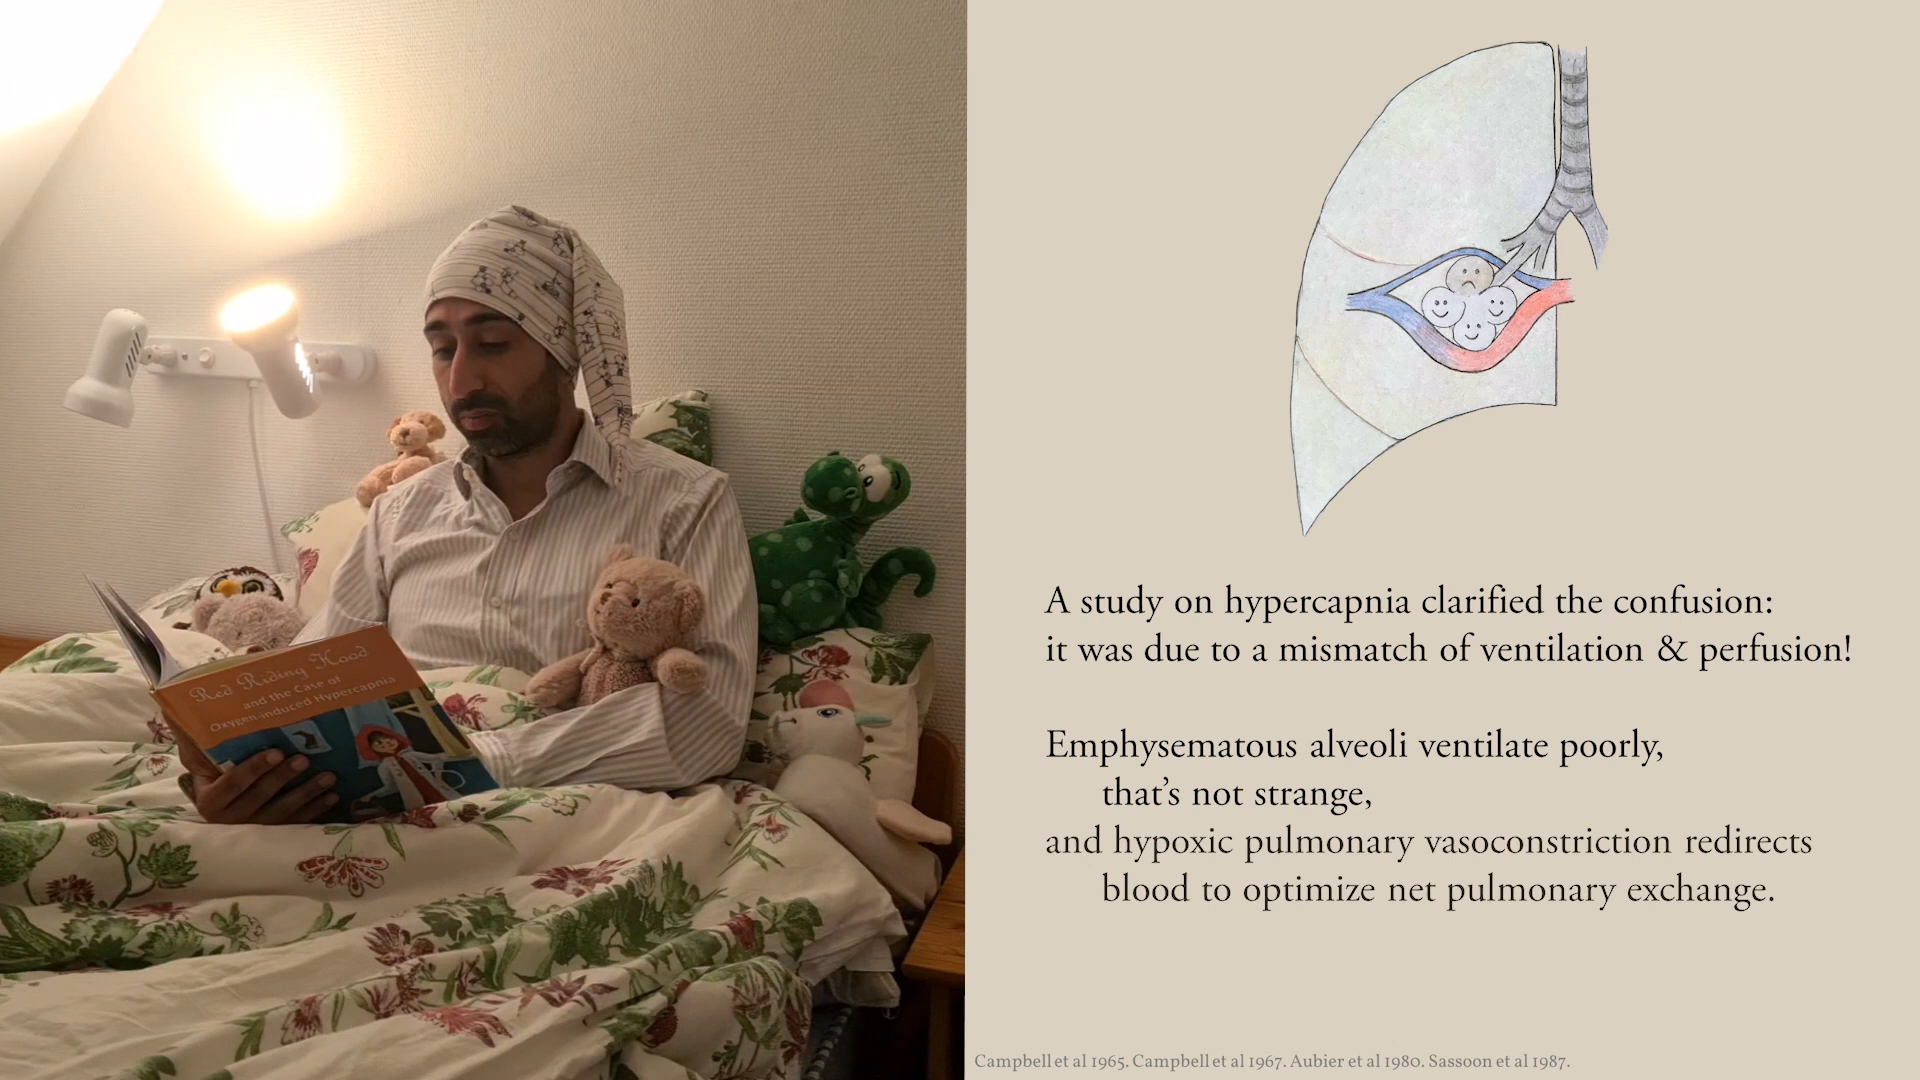 Red Riding Hood
and the Case of
Oxygen-induced Hypercapnia
A study on hypercapnia clarified the confusion:
it was due to a mismatch of ventilation & perfusion!
Emphysematous alveoli ventilate poorly,
that's not strange,
and hypoxic pulmonary vasoconstriction redirects
blood to optimize net pulmonary exchange.
Campbell et al 1965. Campbell et al 1967. Aubier et al 1980. Sassoon et al 1987.